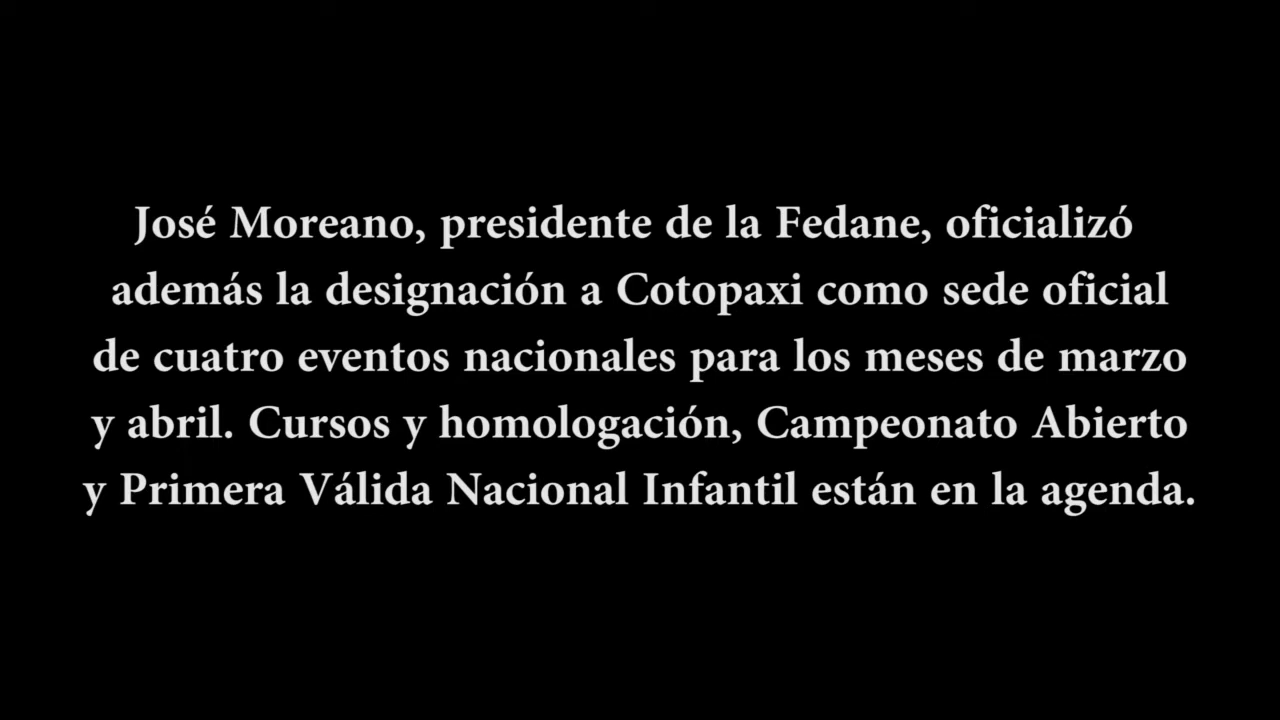 José Moreano, presidente de la Fedane, oficializó
además la designación a Cotopaxi como sede oficial
de cuatro eventos nacionales para los meses de marzo
y abril. Cursos y homologación, Campeonato Abierto
y Primera Válida Nacional Infantil están en la agenda.